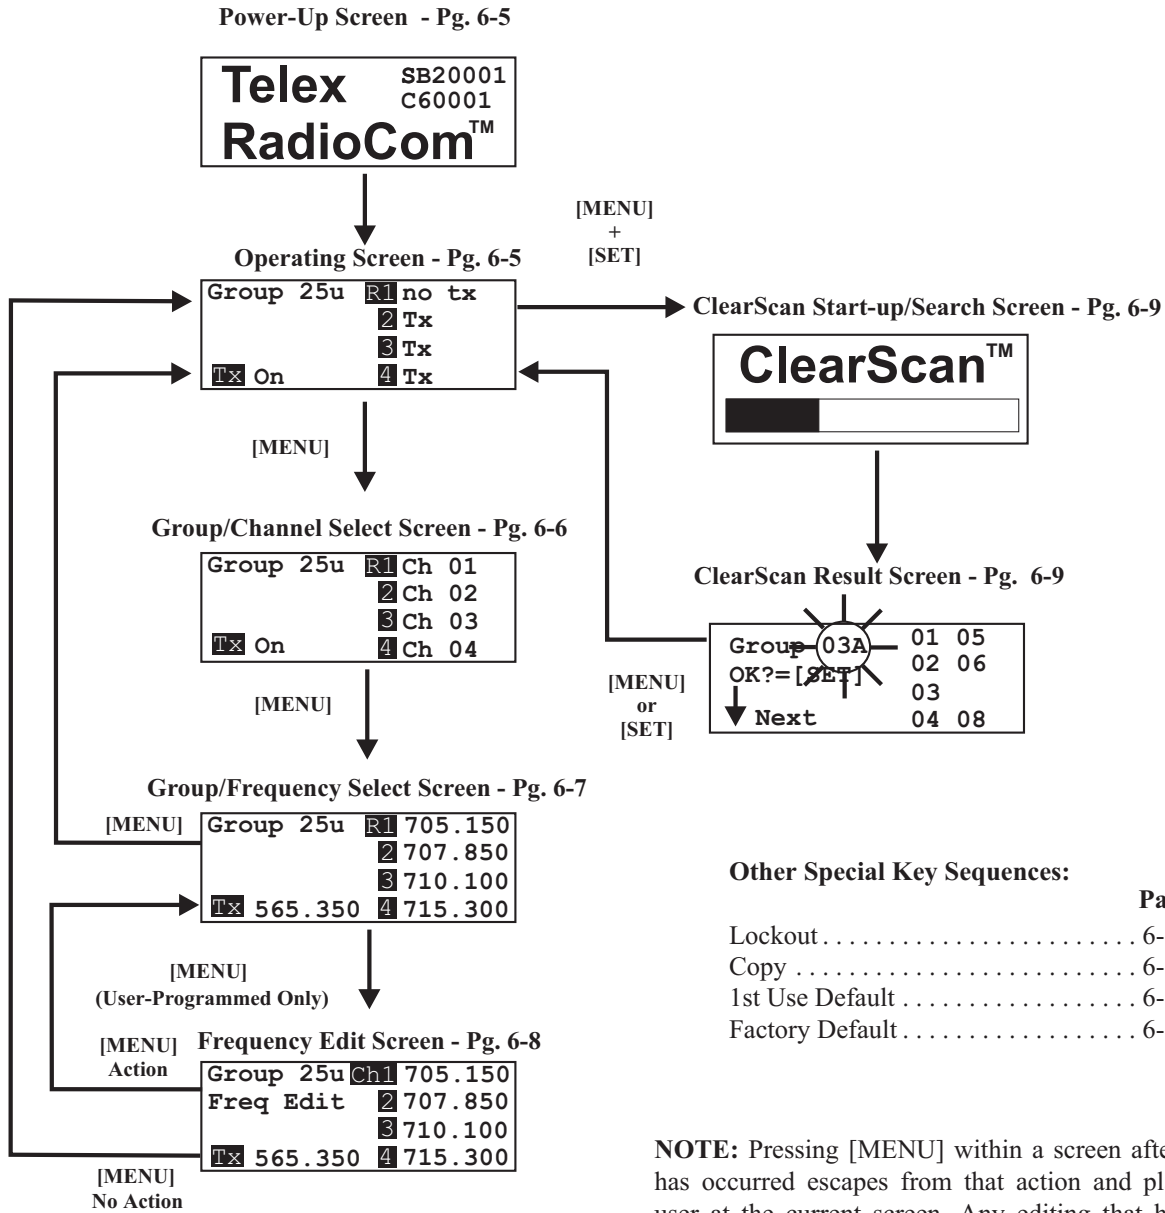 Power-Up Screen - Pg. 6-5
Telex SB20001
C60001
RadioCom™
[MENU]
+
[SET]
Operating Screen - Pg. 6-5
Group 25u R1 no tx
2 Tx
3 Tx
Tx On 4 Tx
ClearScan Start-up/Search Screen - Pg. 6-9
ClearScan™
[MENU]
Group/Channel Select Screen - Pg. 6-6
Group 25u R1 Ch 01
2 Ch 02
3 Ch 03
Tx On 4 Ch 04
ClearScan Result Screen - Pg. 6-9
Group 03A 01 05
OK?=[SET] 02 06
03
Next 04 08
[MENU]
or
[SET]
[MENU]
Group/Frequency Select Screen - Pg. 6-7
[MENU]
Group 25u R1 705.150
2 707.850
3 710.100
Tx 565.350 4 715.300
[MENU]
(User-Programmed Only)
[MENU]
Action
Frequency Edit Screen - Pg. 6-8
Group 25u Ch1 705.150
Freq Edit 2 707.850
3 710.100
Tx 565.350 4 715.300
[MENU]
No Action
Other Special Key Sequences:
Lockout . . . . . . . . . . . . . . . . . . . . . . . . 6-
Copy . . . . . . . . . . . . . . . . . . . . . . . . . . 6-
1st Use Default . . . . . . . . . . . . . . . . . . 6-
Factory Default . . . . . . . . . . . . . . . . . . 6-
NOTE: Pressing [MENU] within a screen afte
has occurred escapes from that action and pl
user at the current screen. Any editing that